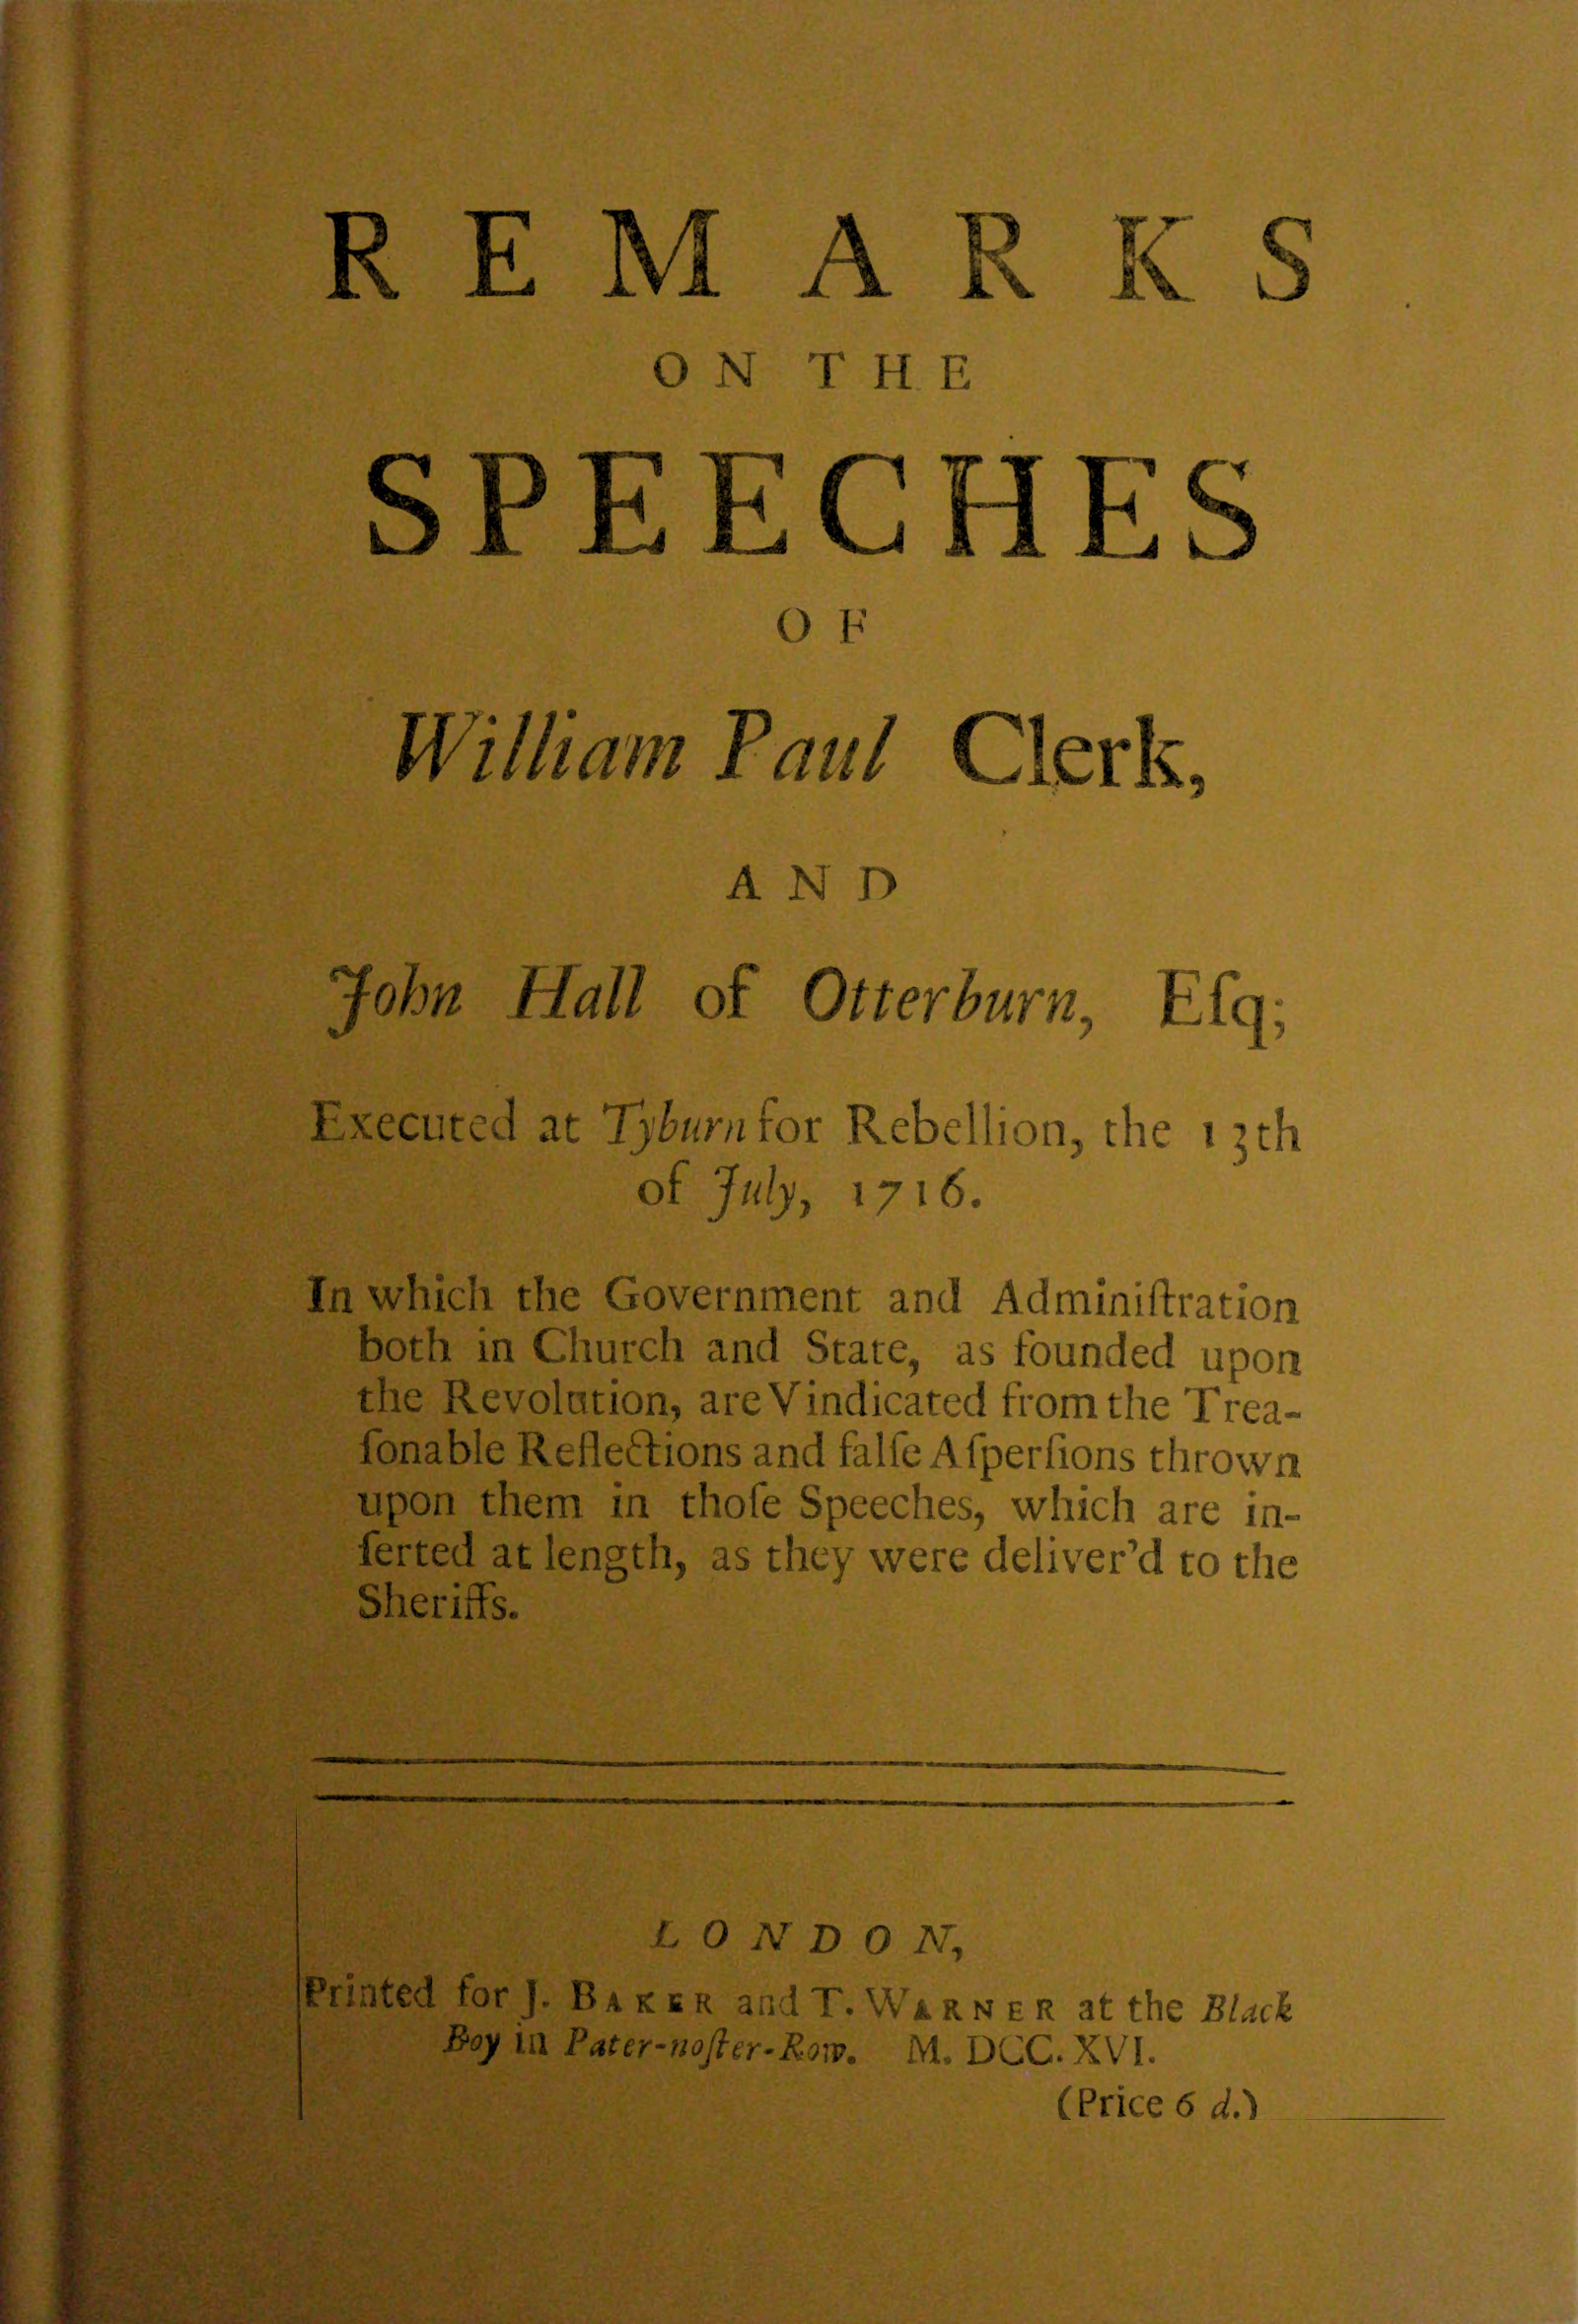 REMARKS
ON THE
SPEECHES
OF
William Paul Clerk,
AND
John Hall of Otterburn, Eſq;
Executed at Tyburn for Rebellion, the 13th
of July, 1716.
In which the Government and Adminiſtration
both in Church and State, as founded upon
the Revolution, are Vindicated from the Trea-
ſonable Reflections and falſe Aſperſions thrown
upon them in thoſe Speeches, which are in-
ſerted at length, as they were deliver'd to the
Sheriffs.
LONDON,
Printed for J. BAKER and T. WARNER at the Black
Boy in Pater-noſter-Row. M. DCC. XVI.
(Price 6 d.)